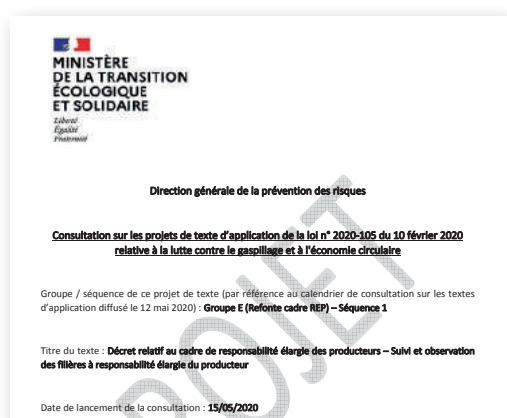 MINISTÈRE
DE LA TRANSITION
ÉCOLOGIQUE
ET SOLIDAIRE
Liberté
Égalité
Fraternité
Direction générale de la prévention des risques
Consultation sur les projets de texte d'application de la loi n° 2020-105 du 10 février 2020
relative à la lutte contre le gaspillage et à l'économie circulaire
Groupe / séquence de ce projet de texte (par référence au calendrier de consultation sur les textes
d'application diffusé le 12 mai 2020) : Groupe E (Refonte cadre REP) – Séquence 1
Titre du texte : Décret relatif au cadre de responsabilité élargie des producteurs – Suivi et observation
des filières à responsabilité élargie du producteur
Date de lancement de la consultation : 15/05/2020
PROJET